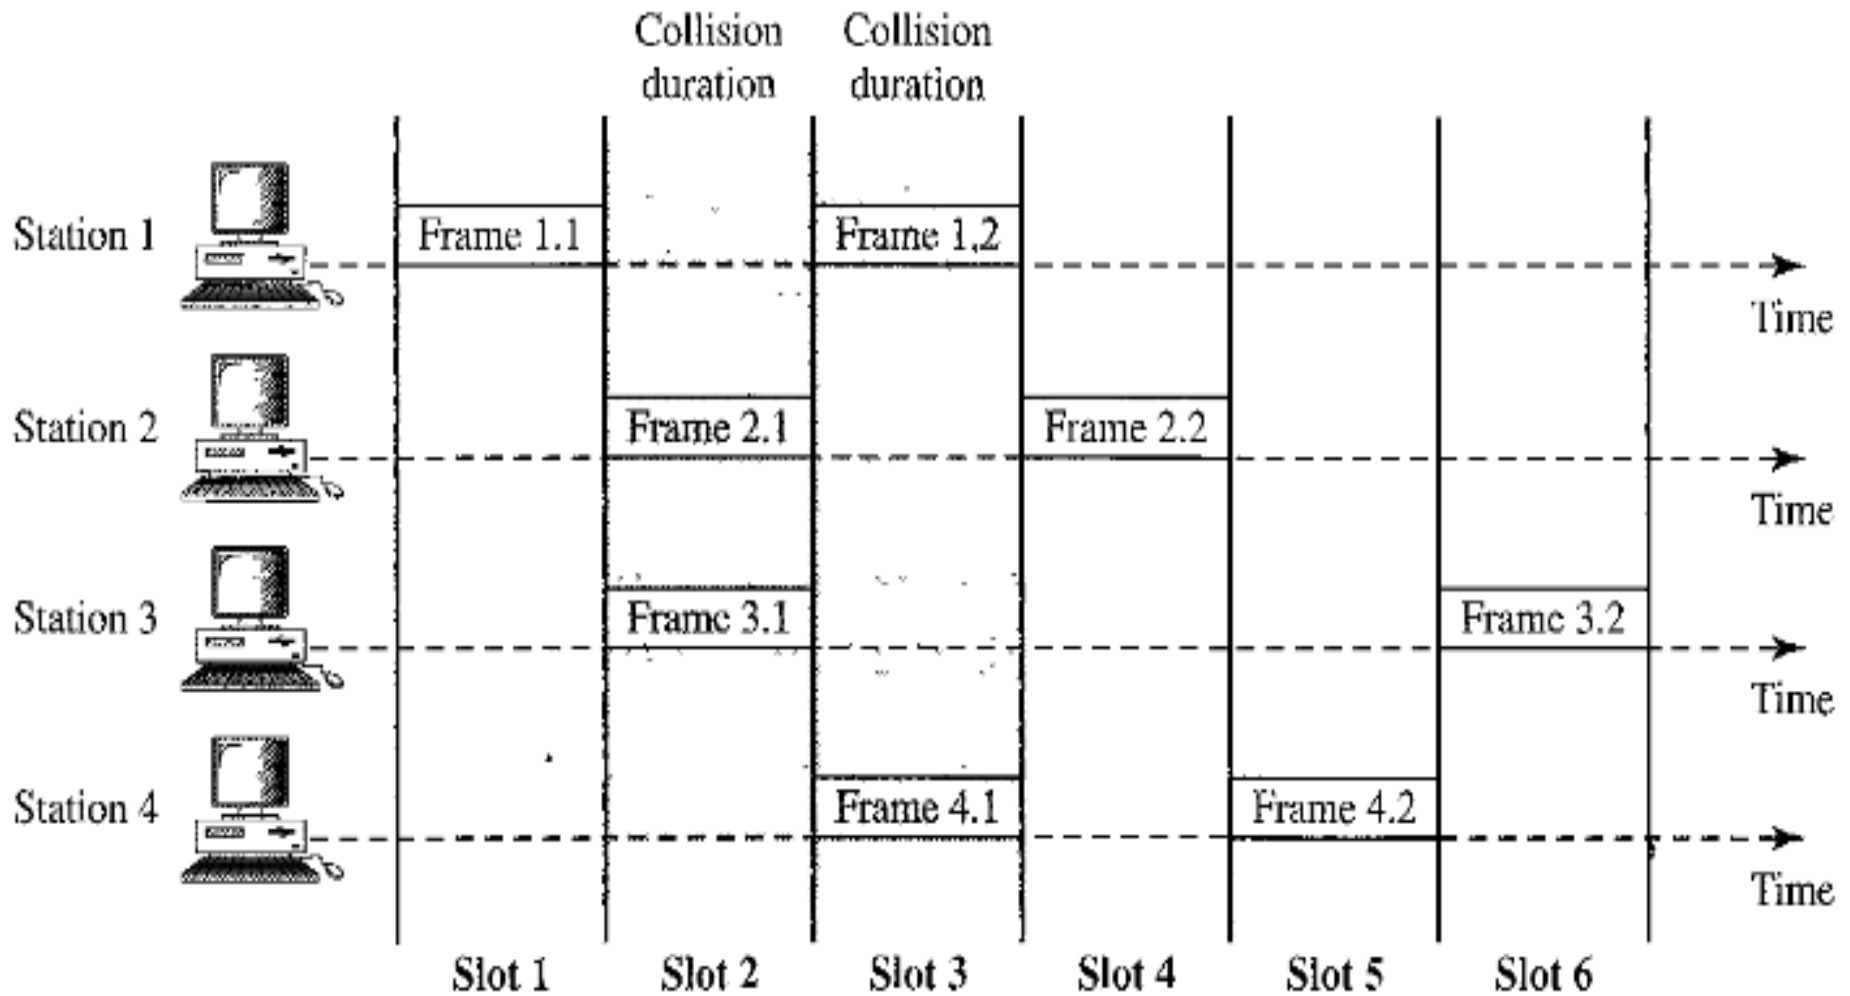 Collision
duration
Collision
duration
Station 1
Frame 1.1
Frame 1,2
Time
Station 2
Frame 2.1
Frame 2.2
Time
Station 3
Frame 3.1
Frame 3.2
Time
Station 4
Frame 4.1
Frame 4.2
Time
Slot 1
Slot 2
Slot 3
Slot 4
Slot 5
Slot 6